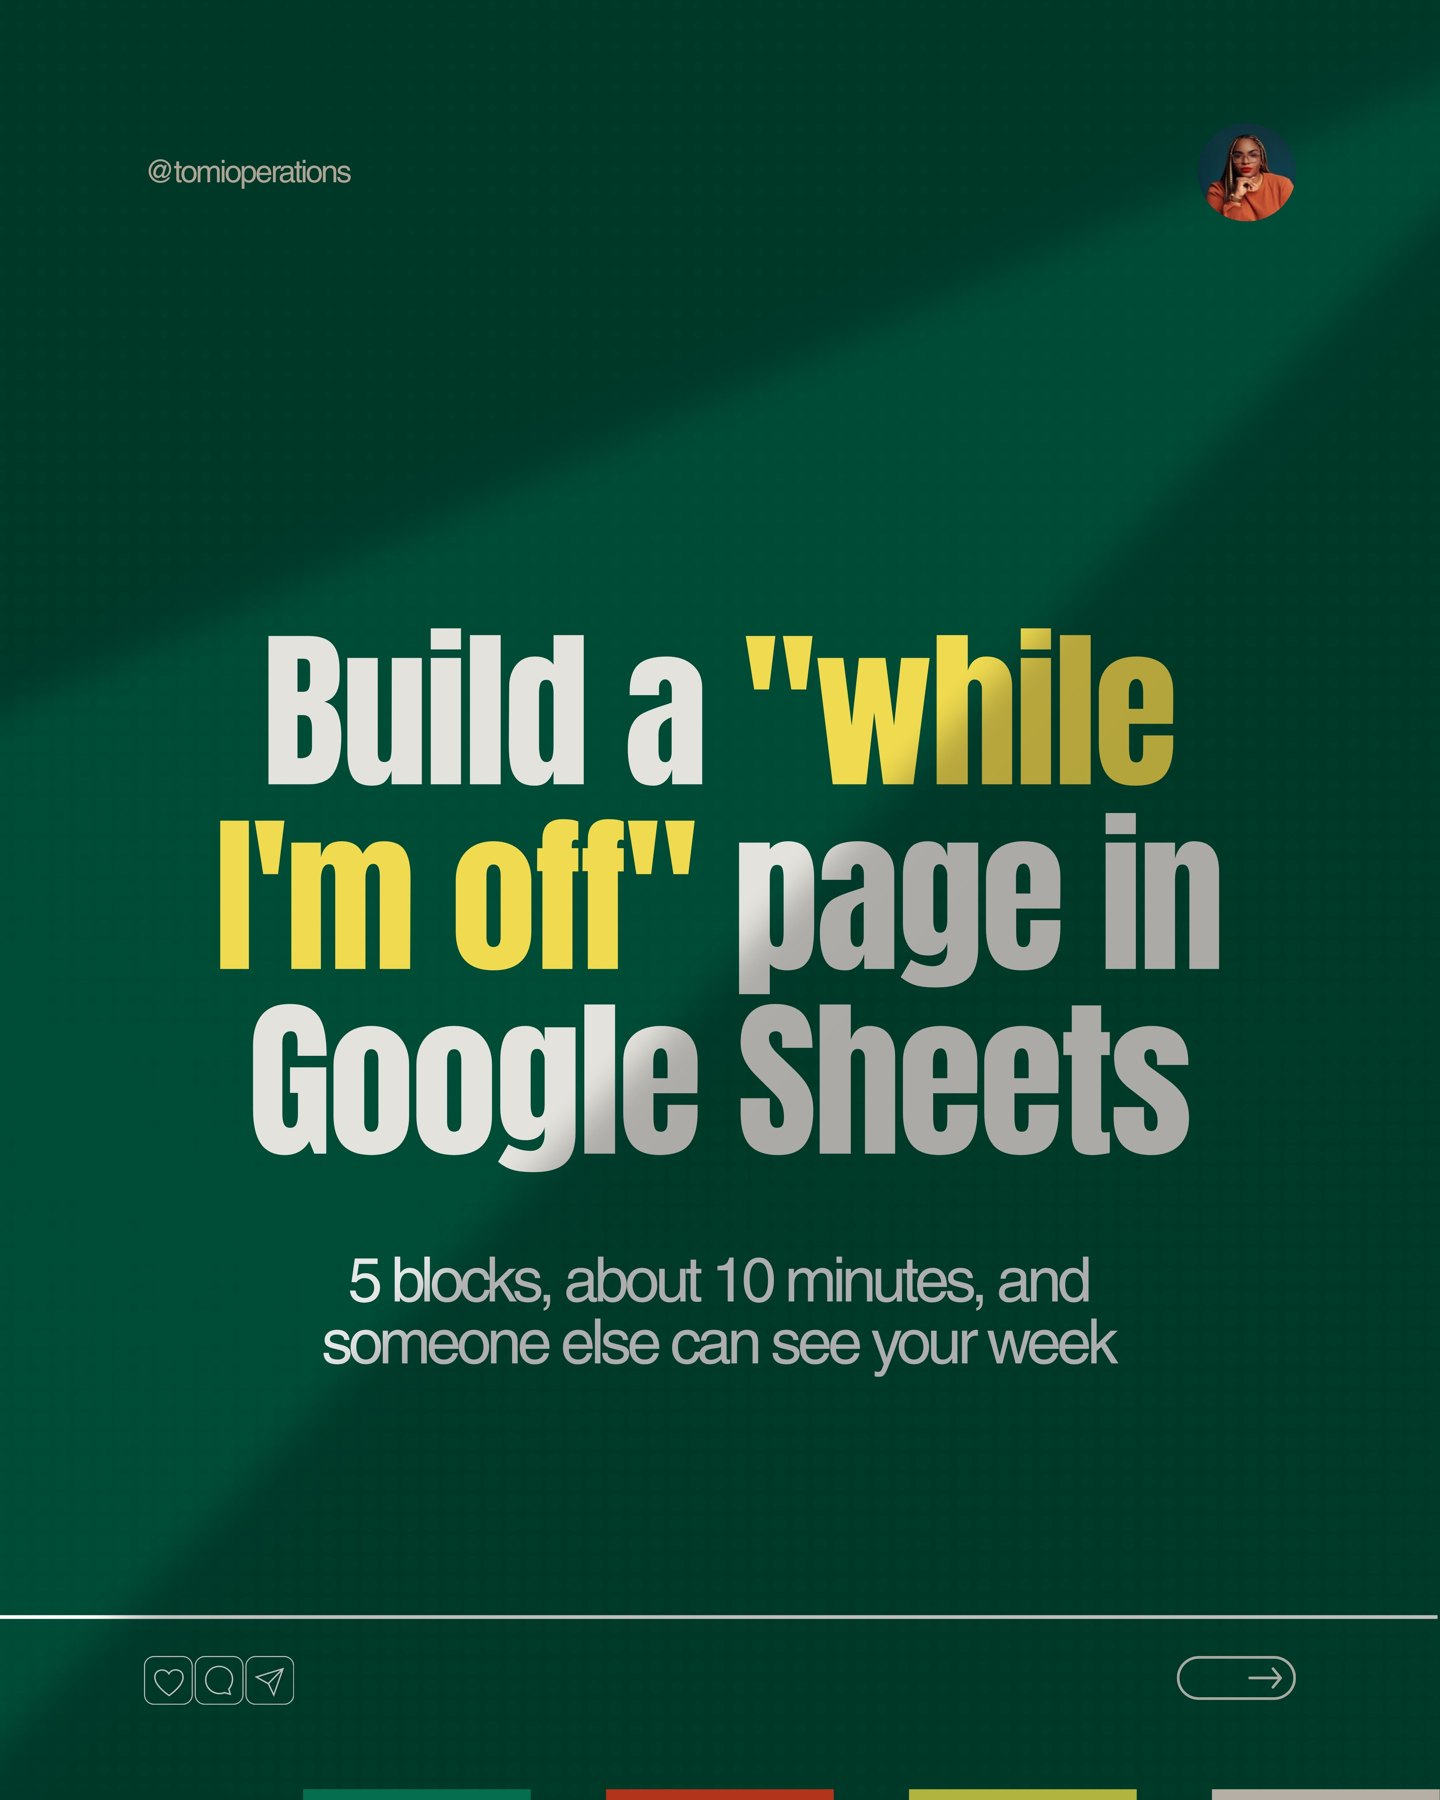 @tomioperations
Build a "while
I'm off" page in
Google Sheets
5 blocks, about 10 minutes, and
someone else can see your week